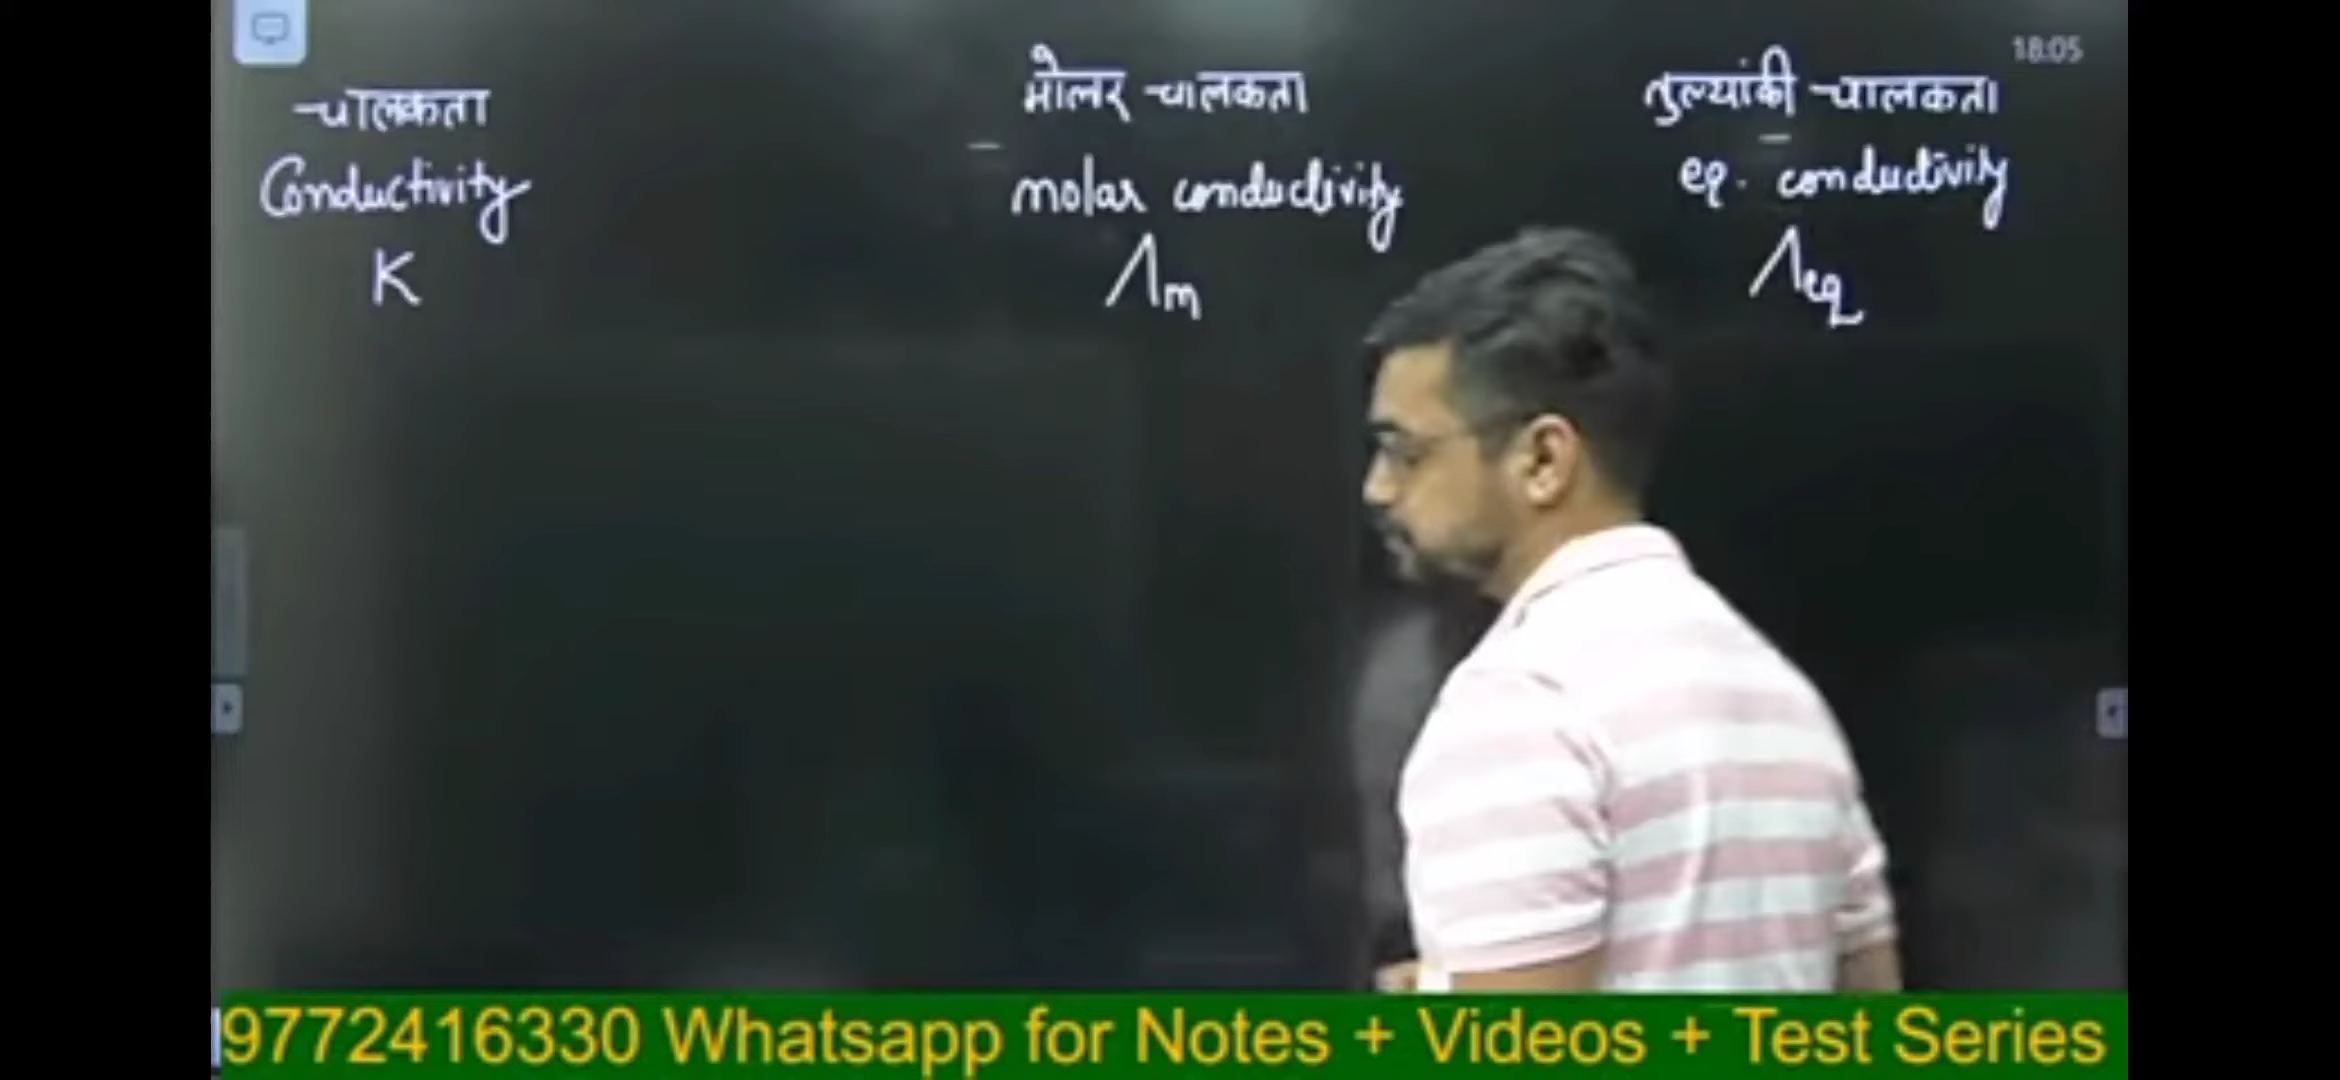 18:05
चालकता
Conductivity
K
मोलर चालकता
molar conductivity
Λm
तुल्यांकी चालकता
eq. conductivity
Λeq
9772416330 Whatsapp for Notes + Videos + Test Series